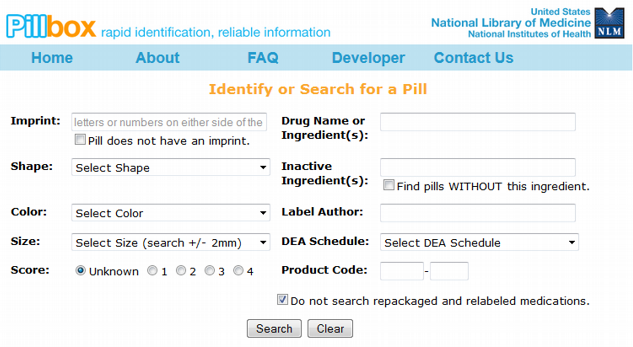 Pillbox rapid identification, reliable information
United States
National Library of Medicine
National Institutes of Health
NLM
Home About FAQ Developer Contact Us
Identify or Search for a Pill
Imprint: letters or numbers on either side of the
Pill does not have an imprint.
Drug Name or
Ingredient(s):
Shape: Select Shape
Inactive
Ingredient(s):
Find pills WITHOUT this ingredient.
Color: Select Color
Label Author:
Size: Select Size (search +/- 2mm)
DEA Schedule: Select DEA Schedule
Score: Unknown 1 2 3 4
Product Code: -
Do not search repackaged and relabeled medications.
Search Clear